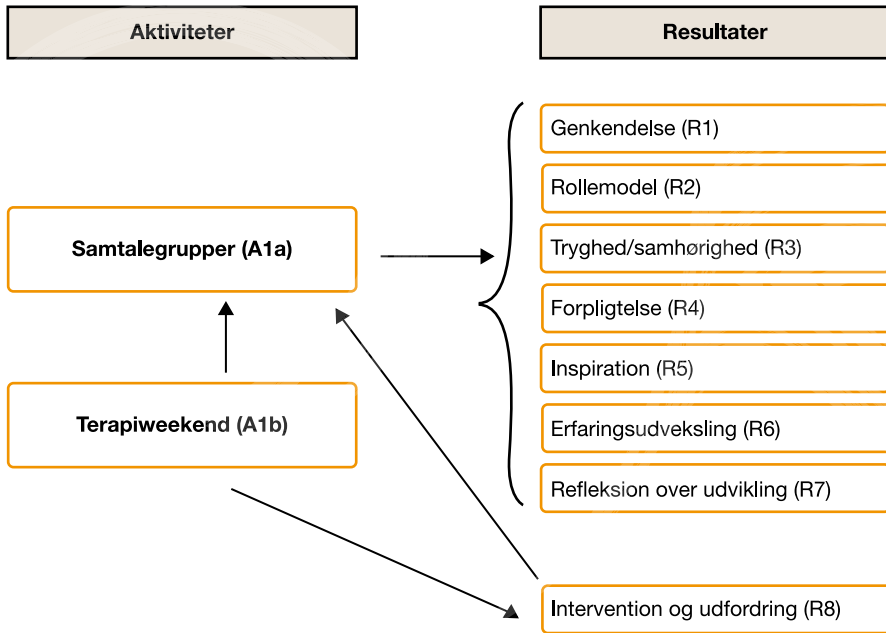 Aktiviteter
Resultater
Genkendelse (R1)
Rollemodel (R2)
Samtalegrupper (A1a)
Tryghed/samhørighed (R3)
Forpligtelse (R4)
Inspiration (R5)
Terapiweekend (A1b)
Erfaringsudveksling (R6)
Refleksion over udvikling (R7)
Intervention og udfordring (R8)